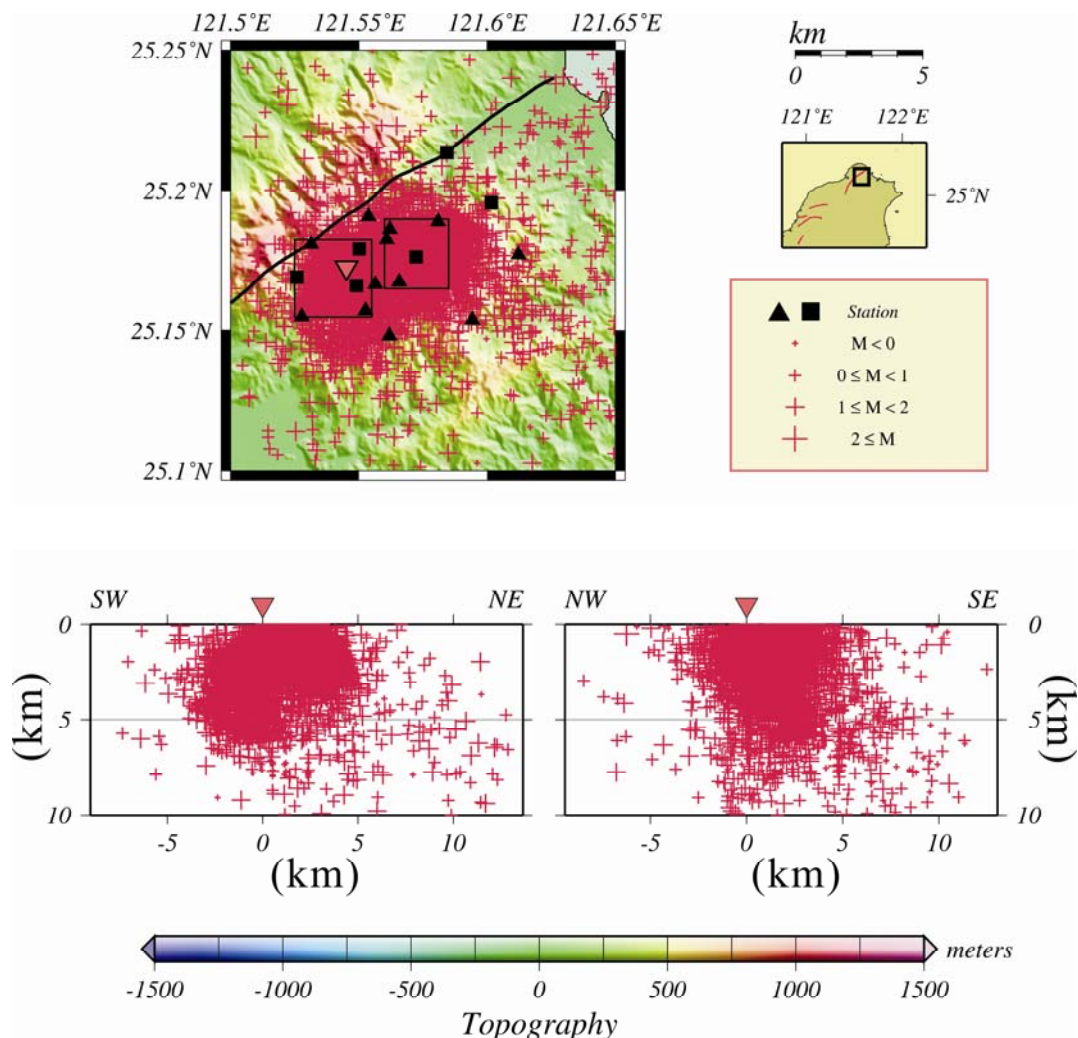 121.5°E 121.55°E 121.6°E 121.65°E
25.25°N
25.2°N
25.15°N
25.1°N
km
0 5
121°E 122°E
25°N
Station
M < 0
0 ≤ M < 1
1 ≤ M < 2
2 ≤ M
SW NE
0
5
10
(km)
-5 0 5 10
(km)
NW SE
0
5
10
(km)
-5 0 5 10
(km)
meters
-1500 -1000 -500 0 500 1000 1500
Topography